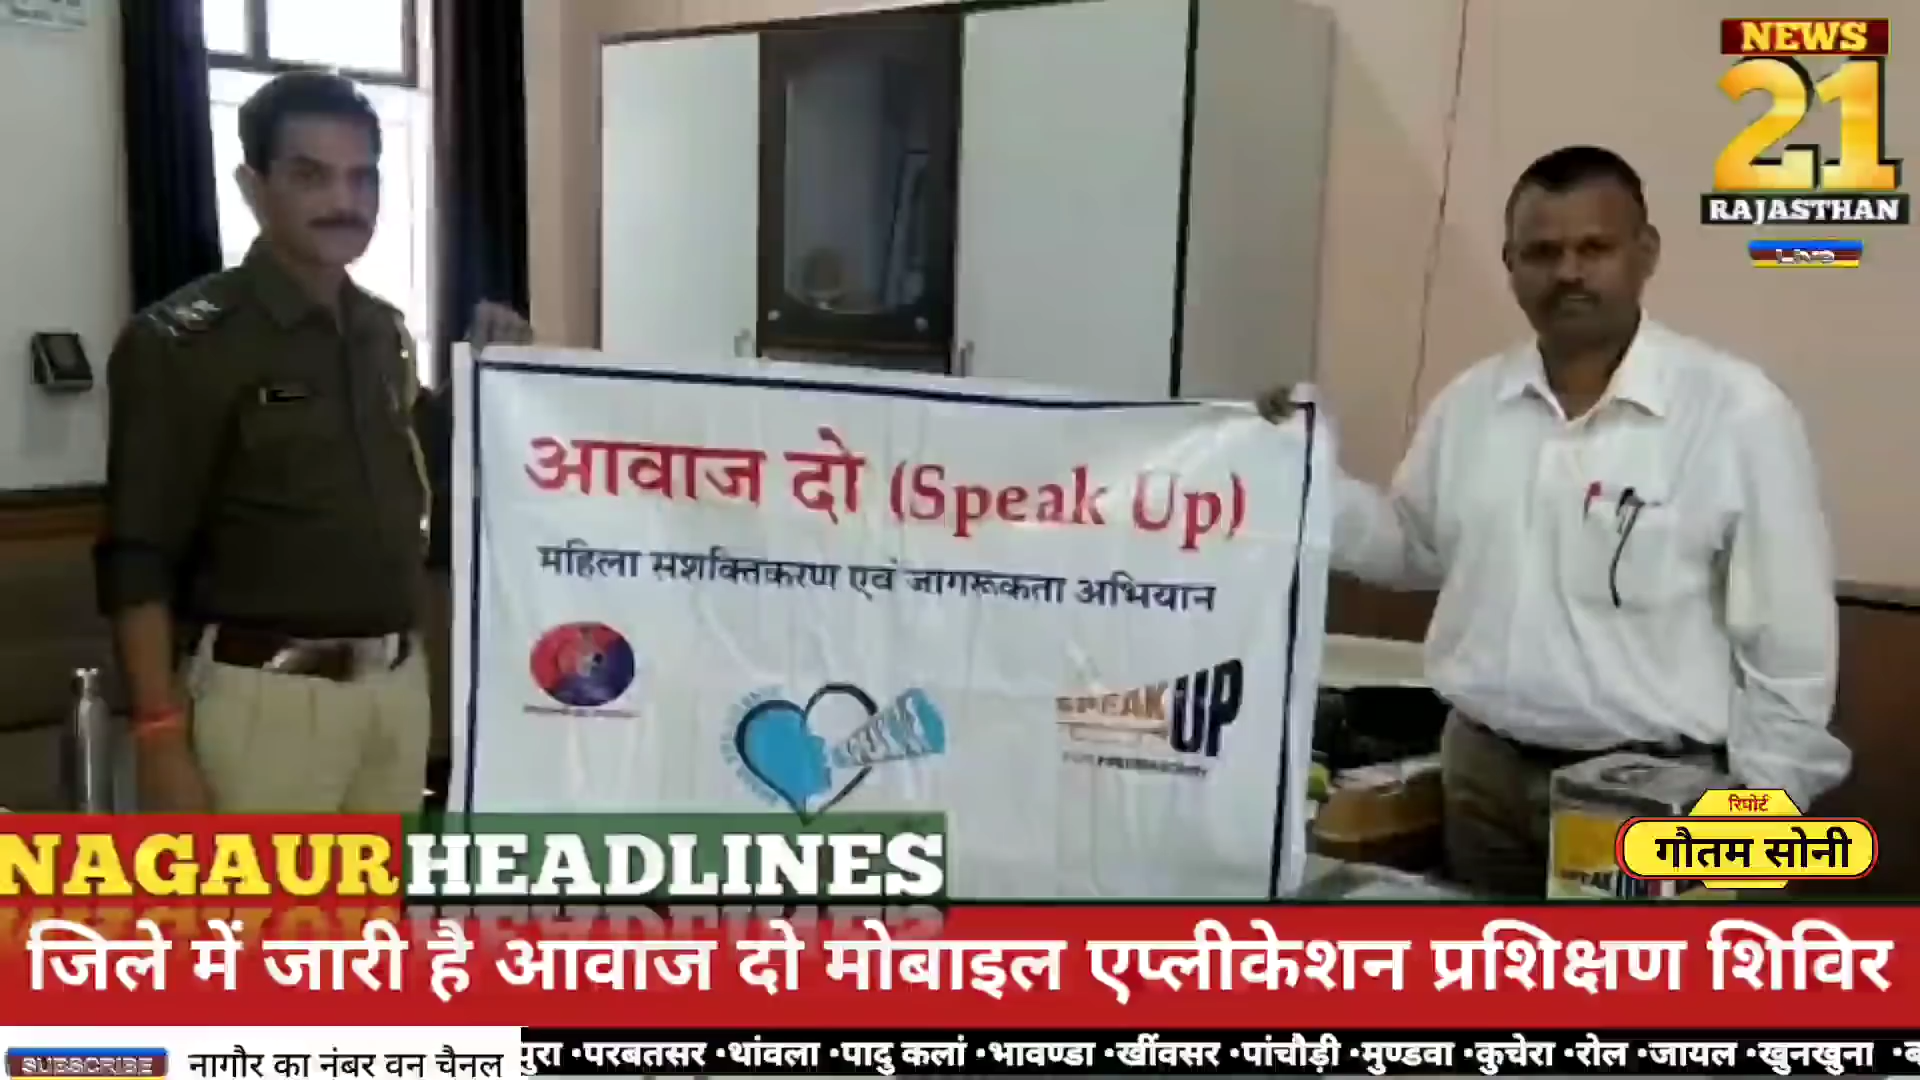 NEWS
21
RAJASTHAN
Live
आवाज दो (Speak Up)
महिला सशक्तिकरण एवं जागरूकता अभियान
SPEAK UP
रिपोर्ट
गौतम सोनी
NAGAUR HEADLINES
जिले में जारी है आवाज दो मोबाइल एप्लीकेशन प्रशिक्षण शिविर
SUBSCRIBE
नागौर का नंबर वन चैनल
पुरा •परबतसर •थांवला •पादु कलां •भावण्डा •खींवसर •पांचौड़ी •मुण्डवा •कुचेरा •रोल •जायल •खुनखुना